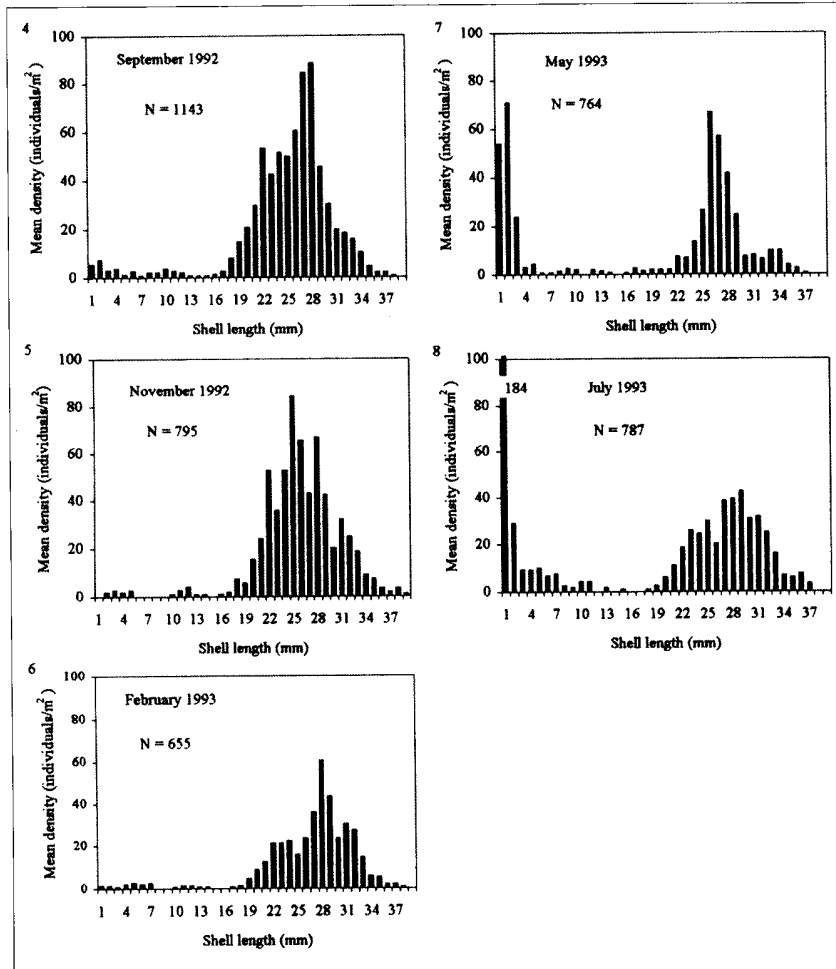 4
100
80
60
40
20
0
Mean density (individuals/m²)
September 1992
N = 1143
1 4 7 10 13 16 19 22 25 28 31 34 37
Shell length (mm)
5
100
80
60
40
20
0
Mean density (individuals/m²)
November 1992
N = 795
1 4 7 10 13 16 19 22 25 28 31 34 37
Shell length (mm)
6
100
80
60
40
20
0
Mean density (individuals/m²)
February 1993
N = 655
1 4 7 10 13 16 19 22 25 28 31 34 37
Shell length (mm)
7
100
80
60
40
20
0
Mean density (individuals/m²)
May 1993
N = 764
1 4 7 10 13 16 19 22 25 28 31 34 37
Shell length (mm)
8
100
80
60
40
20
0
Mean density (individuals/m²)
184
July 1993
N = 787
1 4 7 10 13 16 19 22 25 28 31 34 37
Shell length (mm)